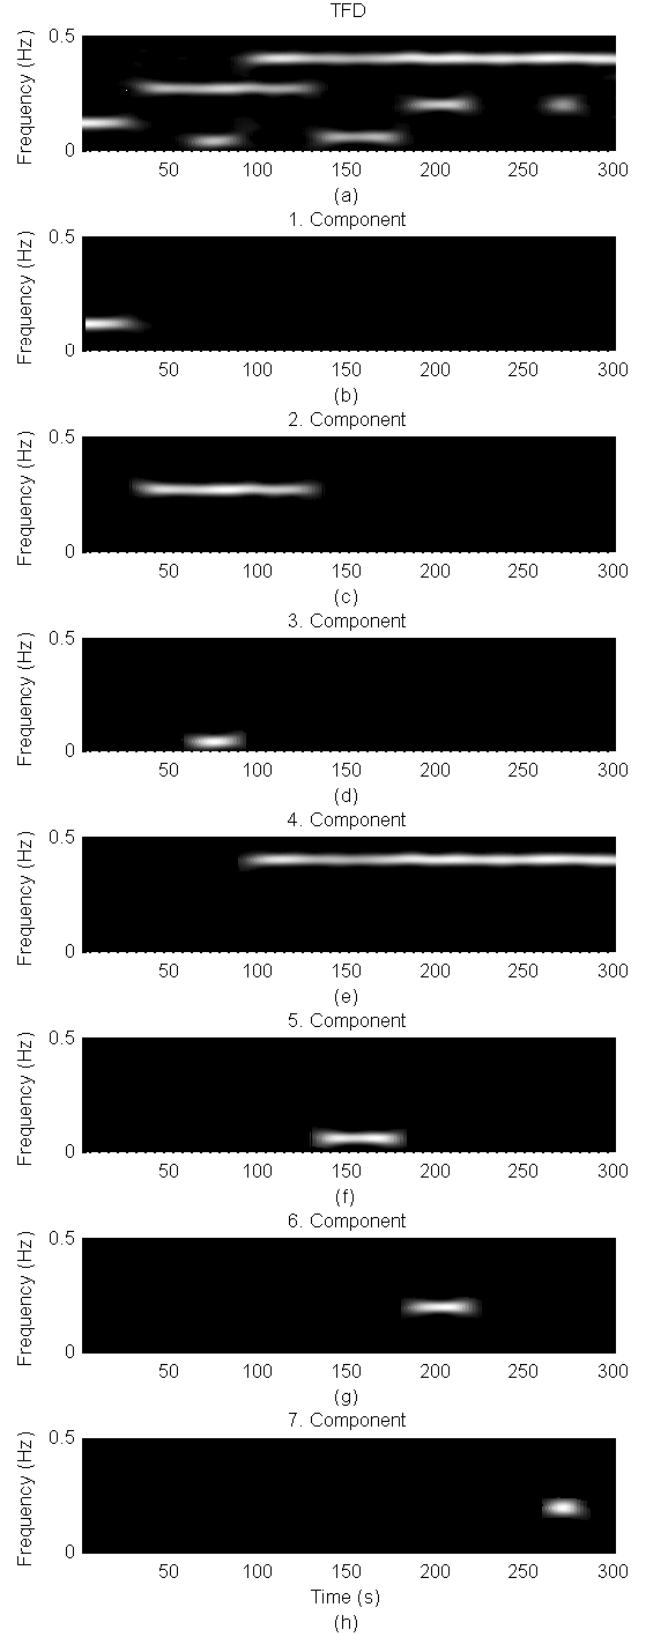 TFD
0.5
Frequency (Hz)
0
50 100 150 200 250 300
(a)
1. Component
0.5
Frequency (Hz)
0
50 100 150 200 250 300
(b)
2. Component
0.5
Frequency (Hz)
0
50 100 150 200 250 300
(c)
3. Component
0.5
Frequency (Hz)
0
50 100 150 200 250 300
(d)
4. Component
0.5
Frequency (Hz)
0
50 100 150 200 250 300
(e)
5. Component
0.5
Frequency (Hz)
0
50 100 150 200 250 300
(f)
6. Component
0.5
Frequency (Hz)
0
50 100 150 200 250 300
(g)
7. Component
0.5
Frequency (Hz)
0
50 100 150 200 250 300
Time (s)
(h)